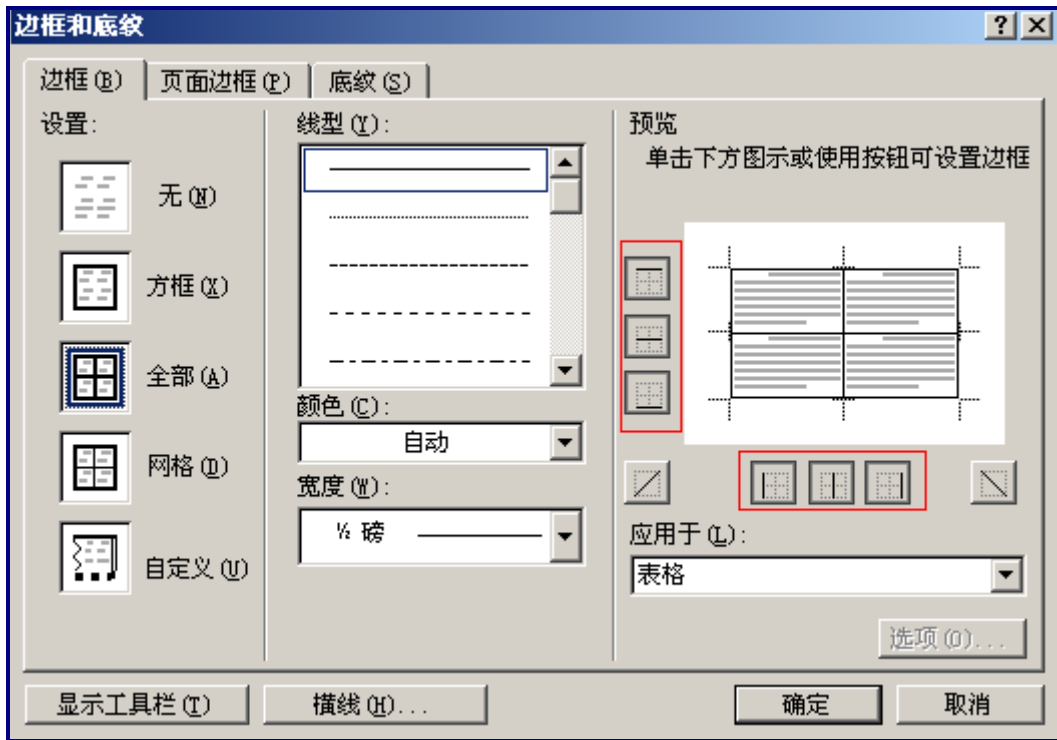 边框和底纹
边框(B) 页面边框(P) 底纹(S)
设置:
无(N)
方框(X)
全部(A)
网格(D)
自定义(U)
线型(Y):
颜色(C):
自动
宽度(W):
½ 磅
预览
单击下方图示或使用按钮可设置边框
应用于(L):
表格
选项(O)...
显示工具栏(T) 横线(H)... 确定 取消